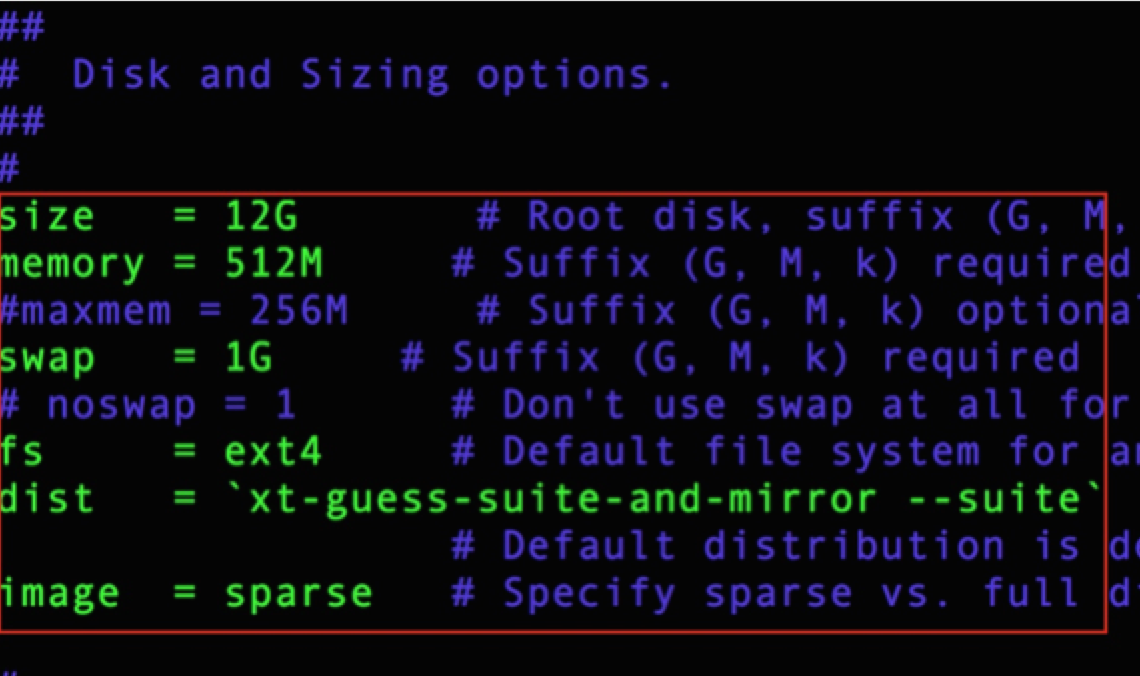 ##
#  Disk and Sizing options.
##
#
size   = 12G       # Root disk, suffix (G, M,
memory = 512M     # Suffix (G, M, k) required
#maxmem = 256M     # Suffix (G, M, k) optional
swap   = 1G     # Suffix (G, M, k) required
# noswap = 1      # Don't use swap at all for
fs     = ext4     # Default file system for
dist   = `xt-guess-suite-and-mirror --suite`
                  # Default distribution is
image  = sparse   # Specify sparse vs. full